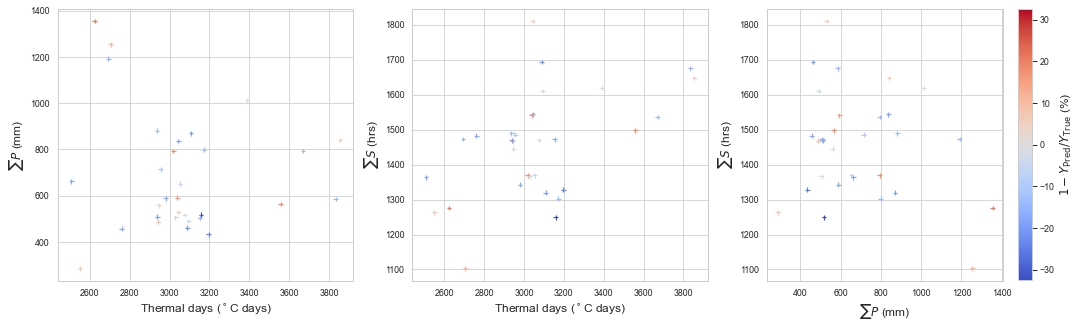 1400
1200
1000
800
600
400
∑P (mm)
2600 2800 3000 3200 3400 3600 3800
Thermal days (°C days)
1800
1700
1600
1500
1400
1300
1200
1100
∑S (hrs)
2600 2800 3000 3200 3400 3600 3800
Thermal days (°C days)
1800
1700
1600
1500
1400
1300
1200
1100
∑S (hrs)
400 600 800 1000 1200 1400
∑P (mm)
30
20
10
0
−10
−20
−30
1 − Y_Pred/Y_True (%)